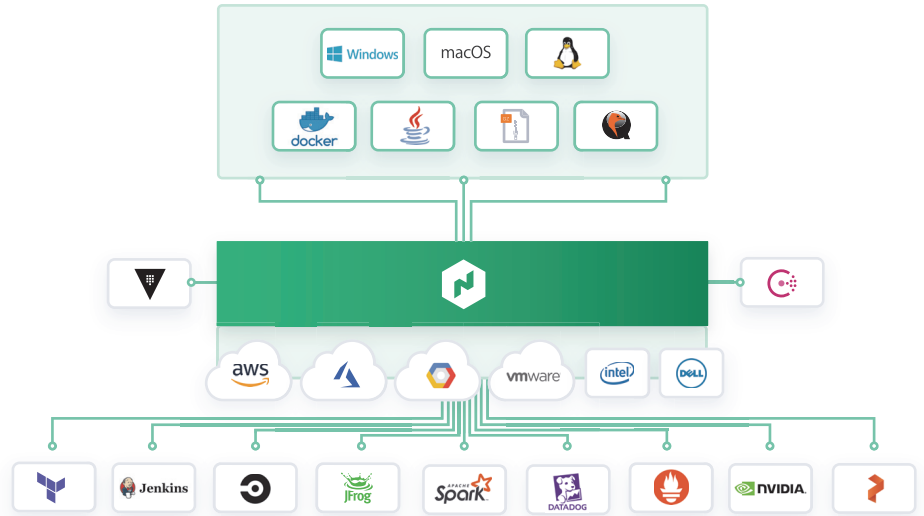 Windows
macOS
docker
aws
vmware
intel
DELL
Jenkins
JFrog
APACHE
Spark
DATADOG
NVIDIA.